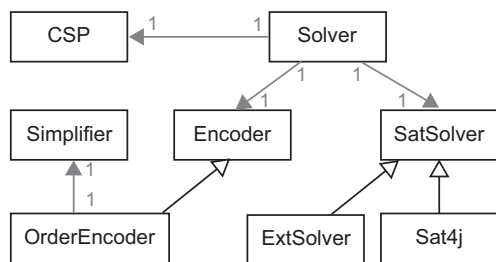 CSP
1
1
Solver
1
1
1
1
Simplifier
Encoder
SatSolver
1
1
OrderEncoder
ExtSolver
Sat4j